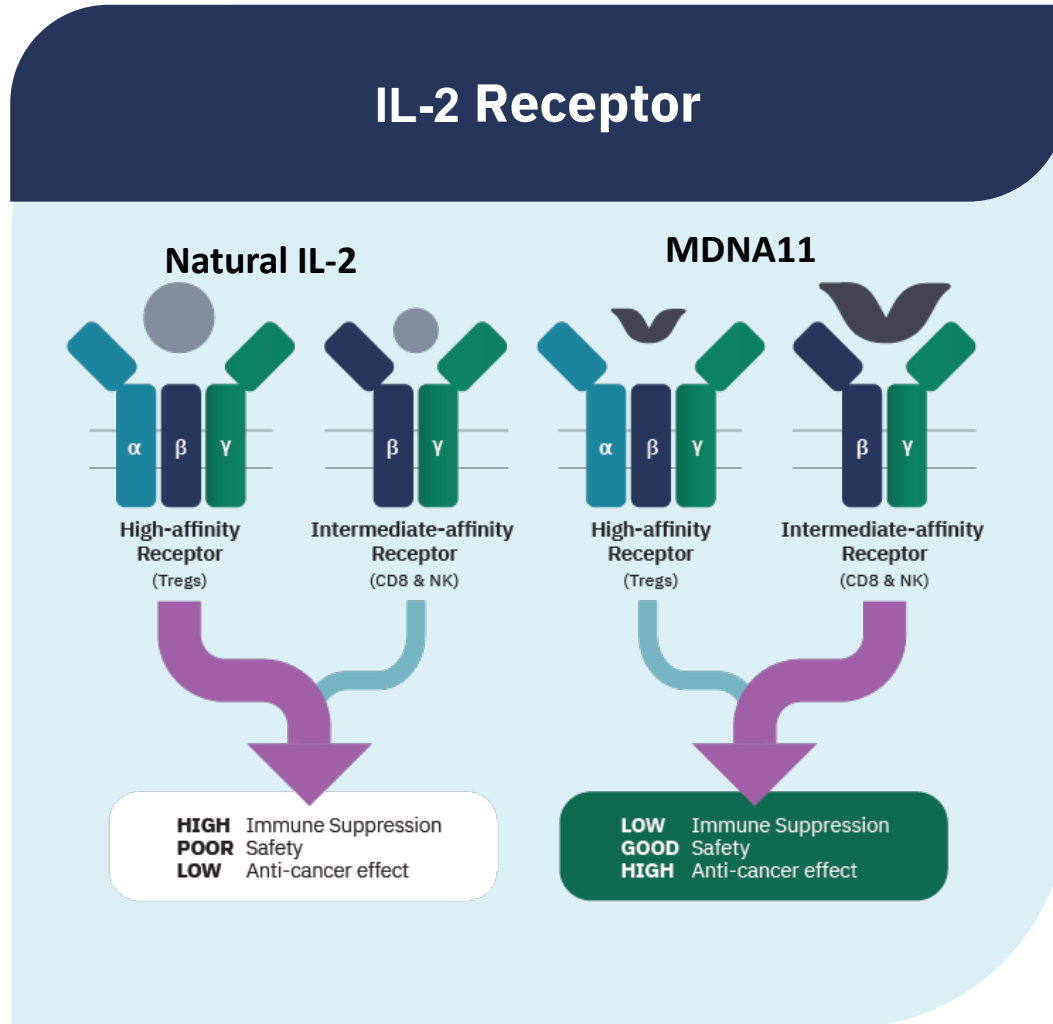 IL-2 Receptor
Natural IL-2
MDNA11
α β γ
β γ
α β γ
β γ
High-affinity
Receptor
(Tregs)
Intermediate-affinity
Receptor
(CD8 & NK)
High-affinity
Receptor
(Tregs)
Intermediate-affinity
Receptor
(CD8 & NK)
HIGH Immune Suppression
POOR Safety
LOW Anti-cancer effect
LOW Immune Suppression
GOOD Safety
HIGH Anti-cancer effect